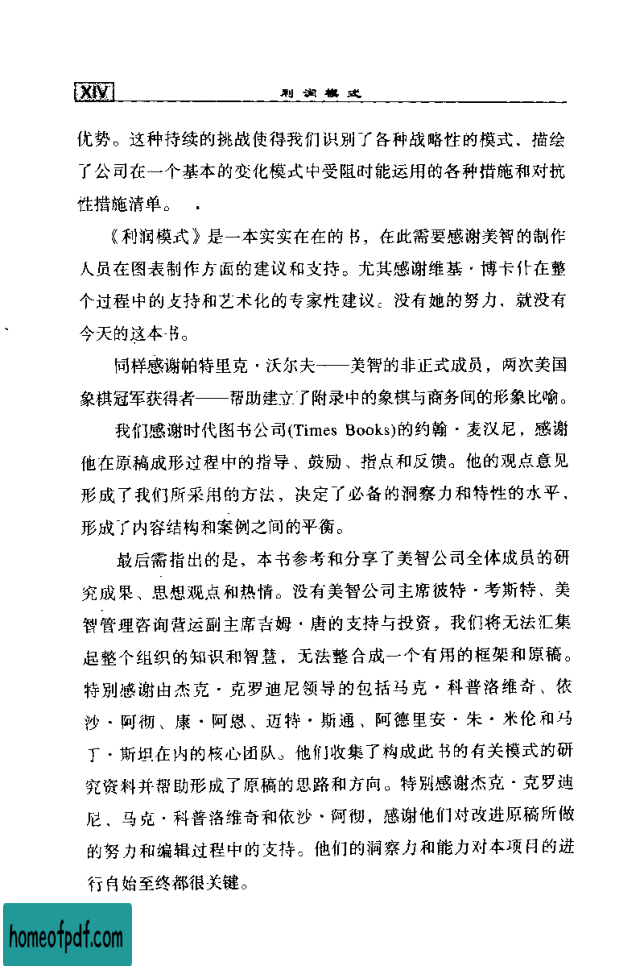 XIV 利润模式
优势。这种持续的挑战使得我们识别了各种战略性的模式，描绘
了公司在一个基本的变化模式中受阻时能运用的各种措施和对抗
性措施清单。
《利润模式》是一本实实在在的书，在此需要感谢美智的制作
人员在图表制作方面的建议和支持。尤其感谢维基·博卡什在整
个过程中的支持和艺术化的专家性建议。没有她的努力，就没有
今天的这本书。
同样感谢帕特里克·沃尔夫——美智的非正式成员，两次美国
象棋冠军获得者——帮助建立了附录中的象棋与商务间的形象比喻。
我们感谢时代图书公司(Times Books)的约翰·麦汉尼，感谢
他在原稿成形过程中的指导、鼓励、指点和反馈。他的观点意见
形成了我们所采用的方法，决定了必备的洞察力和特性的水平，
形成了内容结构和案例之间的平衡。
最后需指出的是，本书参考和分享了美智公司全体成员的研
究成果、思想观点和热情。没有美智公司主席彼特·考斯特、美
智管理咨询营运副主席吉姆·唐的支持与投资，我们将无法汇集
起整个组织的知识和智慧，无法整合成一个有用的框架和原稿。
特别感谢由杰克·克罗迪尼领导的包括马克·科普洛维奇、依
沙·阿彻、康·阿恩、迈特·斯通、阿德里安·朱·米伦和马
丁·斯坦在内的核心团队。他们收集了构成此书的有关模式的研
究资料并帮助形成了原稿的思路和方向。特别感谢杰克·克罗迪
尼、马克·科普洛维奇和依沙·阿彻，感谢他们对改进原稿所做
的努力和编辑过程中的支持。他们的洞察力和能力对本项目的进
行自始至终都很关键。
homeofpdf.com